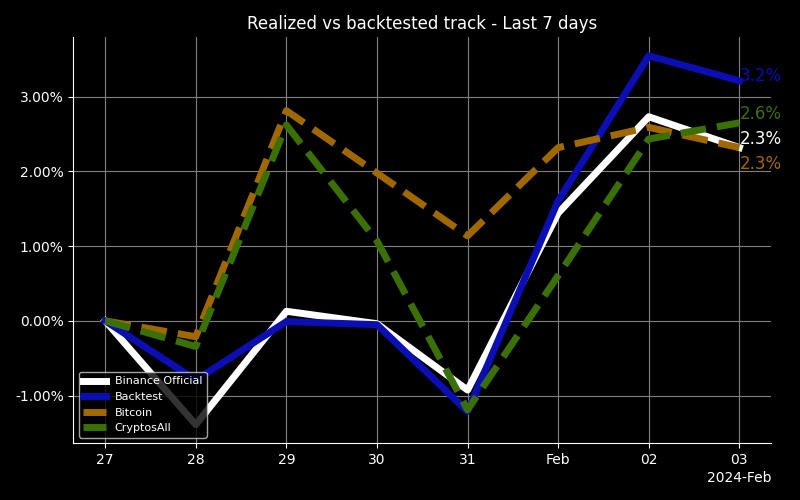 Realized vs backtested track - Last 7 days
3.00%
2.00%
1.00%
0.00%
-1.00%
3.2%
2.6%
2.3%
2.3%
Binance Official
Backtest
Bitcoin
CryptosAll
27 28 29 30 31 Feb 02 03
2024-Feb